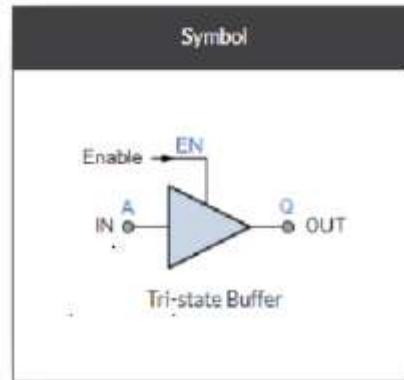 Symbol
Enable EN
A Q
IN OUT
Tri-state Buffer